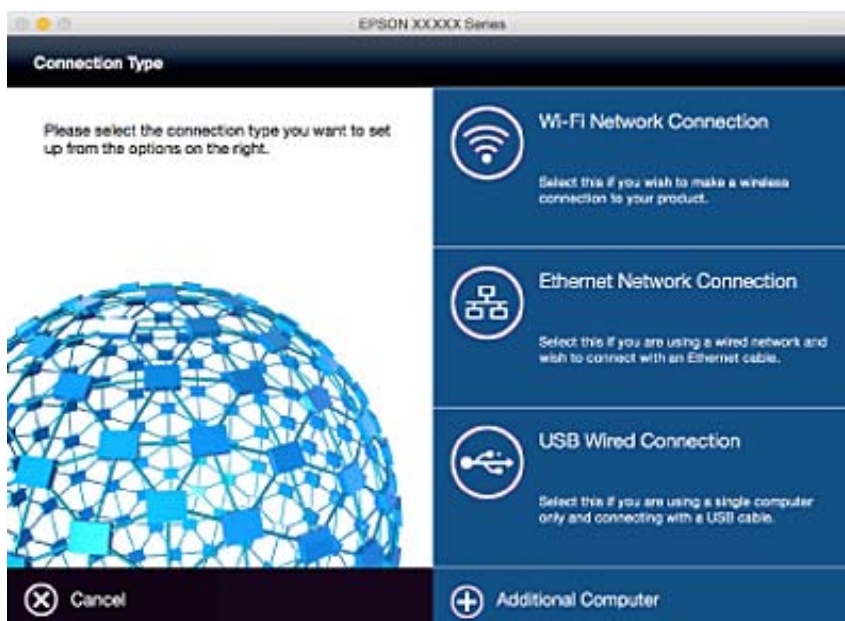 EPSON XXXXX Series
Connection Type
Please select the connection type you want to set
up from the options on the right.
Wi-Fi Network Connection
Select this if you wish to make a wireless
connection to your product.
Ethernet Network Connection
Select this if you are using a wired network and
wish to connect with an Ethernet cable.
USB Wired Connection
Select this if you are using a single computer
only and connecting with a USB cable.
Cancel
Additional Computer